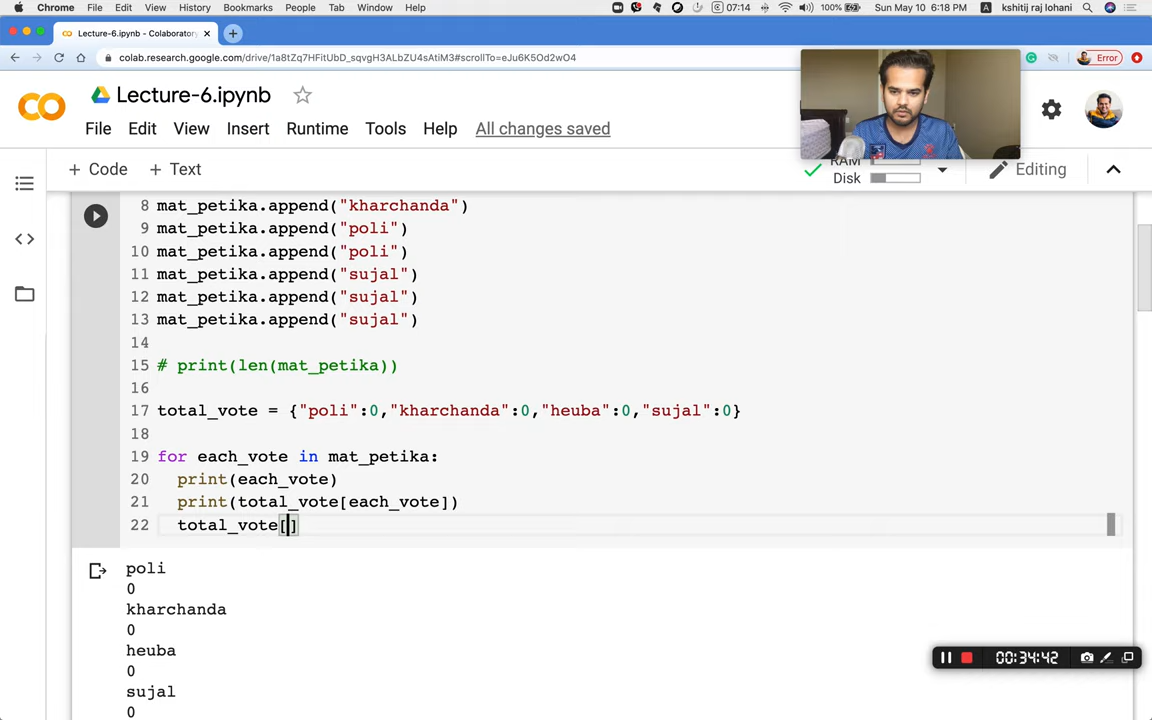 Chrome File Edit View History Bookmarks People Tab Window Help 07:14 100% Sun May 10 6:18 PM A kshitij raj lohani
Lecture-6.ipynb - Colaboratory
colab.research.google.com/drive/1a8tZq7HFitUbD_sqvgH3ALbZU4sAtiM3#scrollTo=eJu6K5Od2wO4 Error
Lecture-6.ipynb
File Edit View Insert Runtime Tools Help All changes saved
+ Code + Text RAM Disk Editing
8 mat_petika.append("kharchanda")
9 mat_petika.append("poli")
10 mat_petika.append("poli")
11 mat_petika.append("sujal")
12 mat_petika.append("sujal")
13 mat_petika.append("sujal")
14
15 # print(len(mat_petika))
16
17 total_vote = {"poli":0,"kharchanda":0,"heuba":0,"sujal":0}
18
19 for each_vote in mat_petika:
20 print(each_vote)
21 print(total_vote[each_vote])
22 total_vote[]
poli
0
kharchanda
0
heuba
0
sujal
0
00:34:42